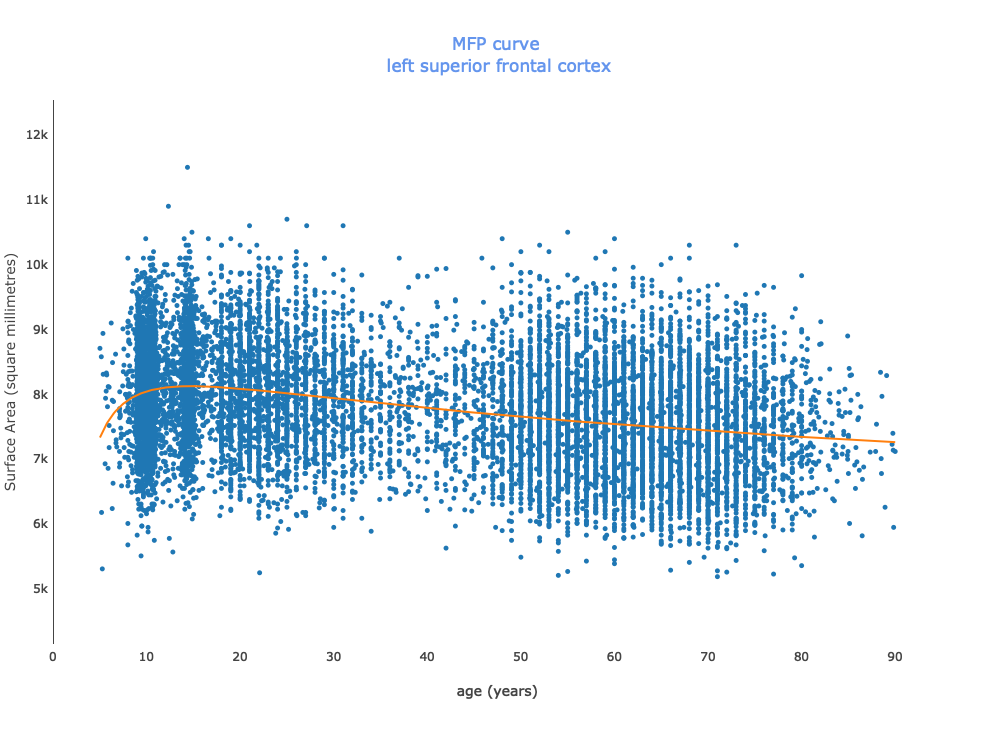 MFP curve
left superior frontal cortex
Surface Area (square millimetres)
12k
11k
10k
9k
8k
7k
6k
5k
0 10 20 30 40 50 60 70 80 90
age (years)